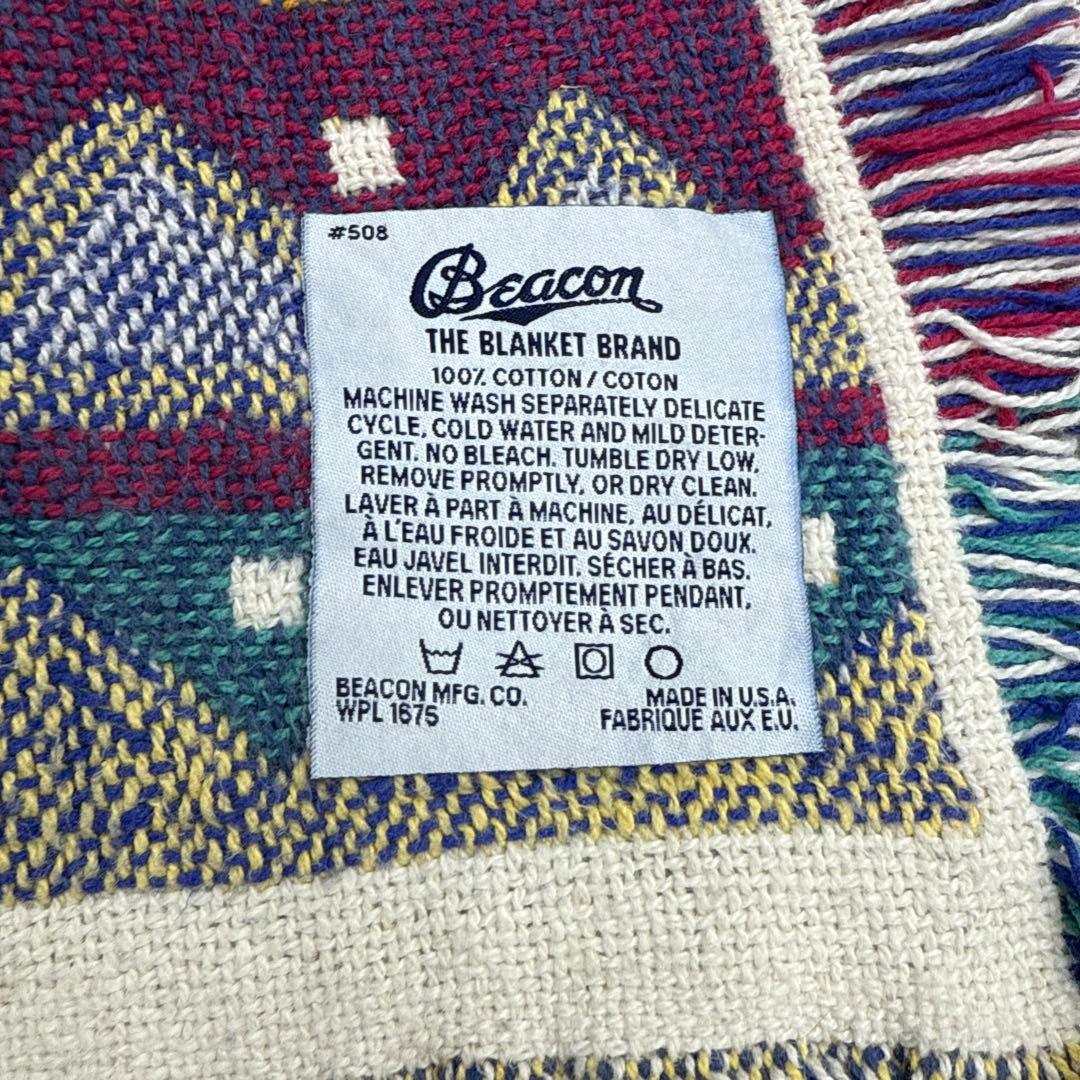 #508
Beacon
THE BLANKET BRAND
100% COTTON / COTON
MACHINE WASH SEPARATELY DELICATE
CYCLE, COLD WATER AND MILD DETER-
GENT. NO BLEACH. TUMBLE DRY LOW.
REMOVE PROMPTLY, OR DRY CLEAN.
LAVER À PART À MACHINE, AU DÉLICAT,
À L'EAU FROIDE ET AU SAVON DOUX.
EAU JAVEL INTERDIT. SÉCHER À BAS.
ENLEVER PROMPTEMENT PENDANT,
OU NETTOYER À SEC.
BEACON MFG. CO.
WPL 1675
MADE IN U.S.A.
FABRIQUE AUX E.U.